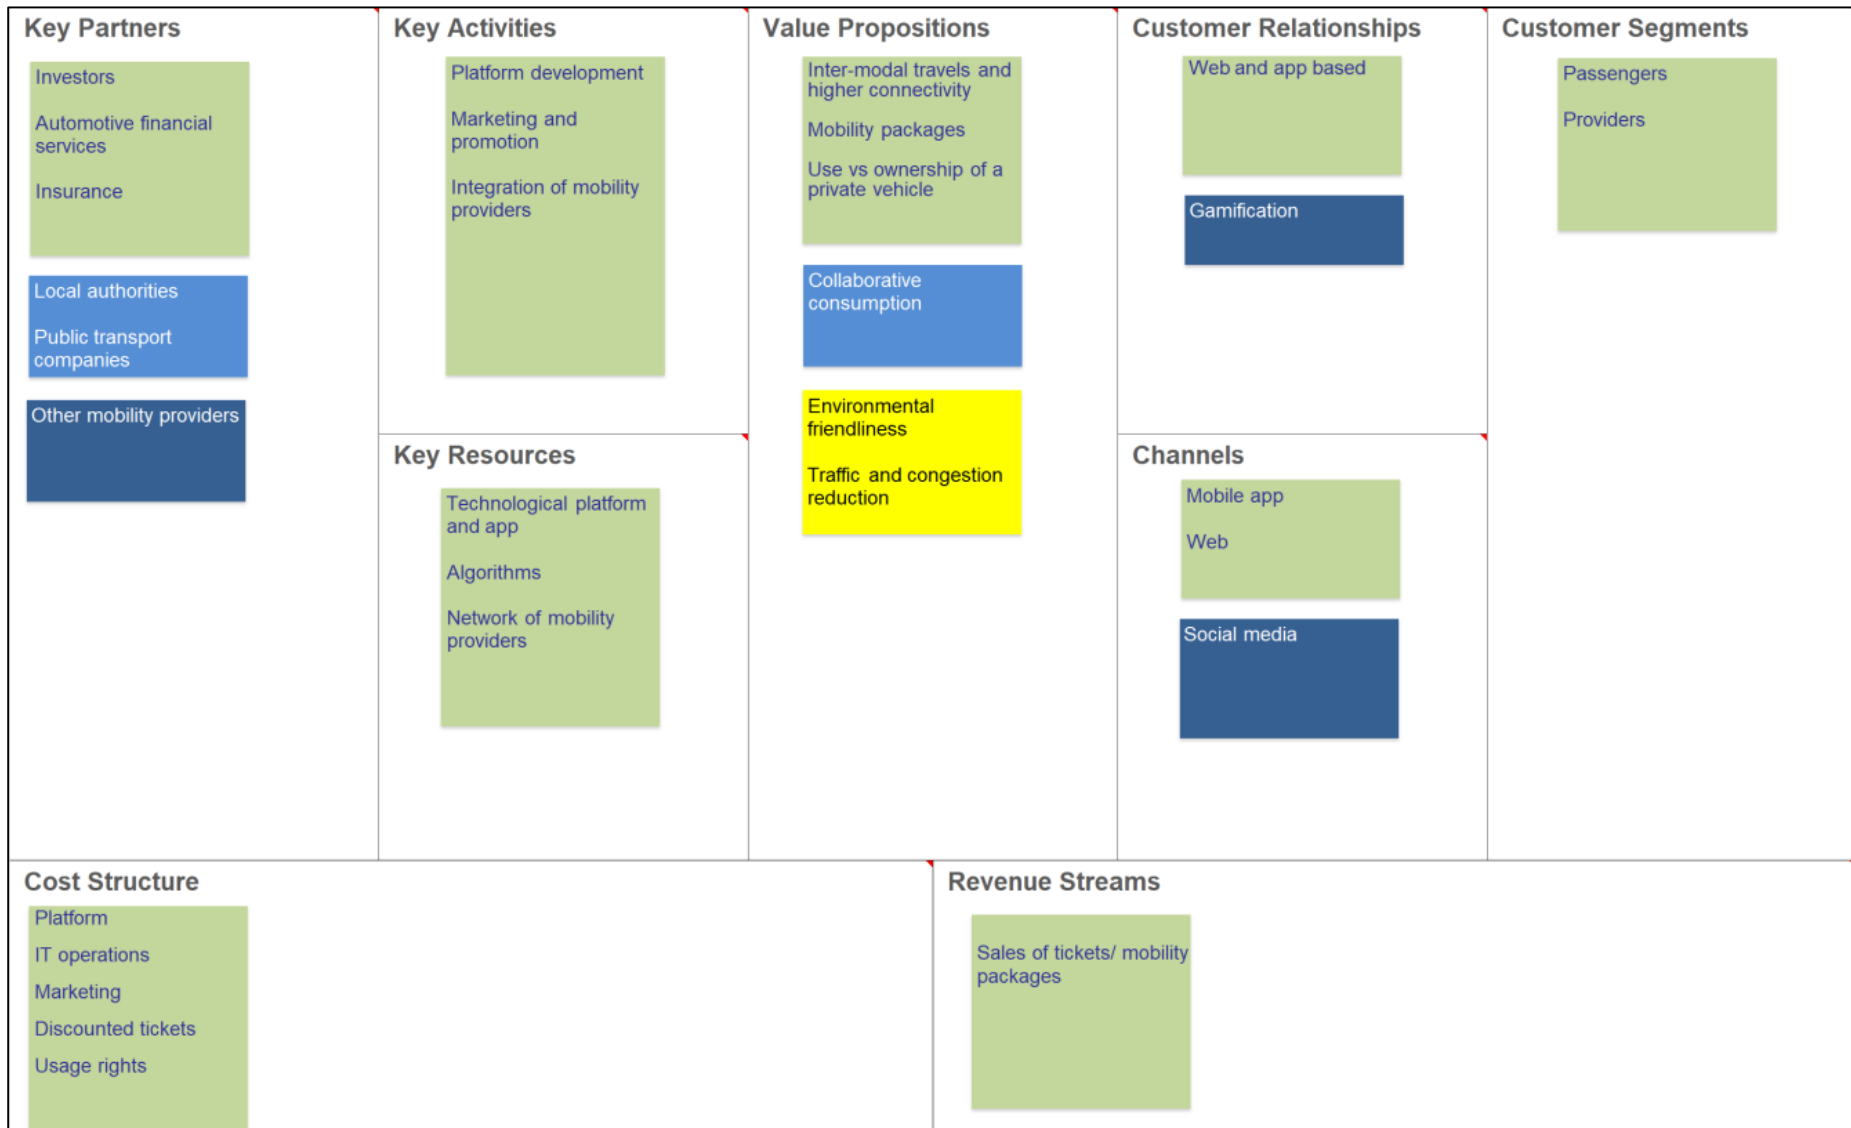 Key Partners
Investors
Automotive financial
services
Insurance
Local authorities
Public transport
companies
Other mobility providers
Key Activities
Platform development
Marketing and
promotion
Integration of mobility
providers
Key Resources
Technological platform
and app
Algorithms
Network of mobility
providers
Value Propositions
Inter-modal travels and
higher connectivity
Mobility packages
Use vs ownership of a
private vehicle
Collaborative
consumption
Environmental
friendliness
Traffic and congestion
reduction
Customer Relationships
Web and app based
Gamification
Channels
Mobile app
Web
Social media
Customer Segments
Passengers
Providers
Cost Structure
Platform
IT operations
Marketing
Discounted tickets
Usage rights
Revenue Streams
Sales of tickets/ mobility
packages